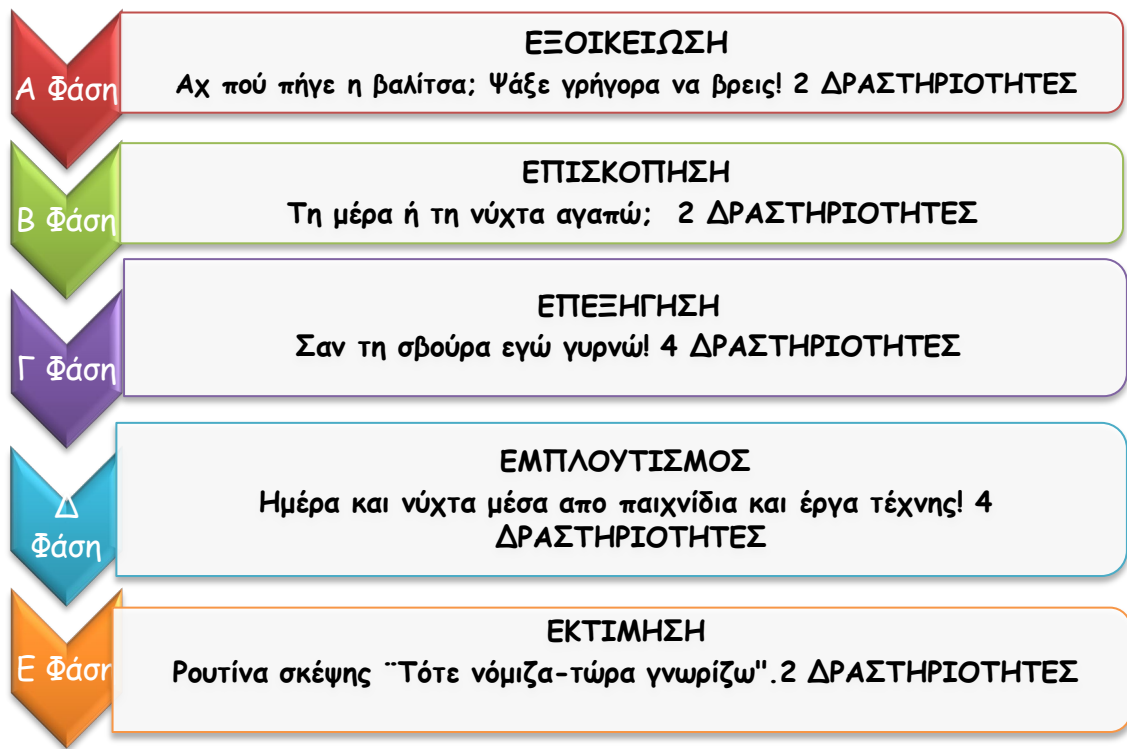 Α Φάση
ΕΞΟΙΚΕΙΩΣΗ
Αχ πού πήγε η βαλίτσα; Ψάξε γρήγορα να βρεις! 2 ΔΡΑΣΤΗΡΙΟΤΗΤΕΣ
Β Φάση
ΕΠΙΣΚΟΠΗΣΗ
Τη μέρα ή τη νύχτα αγαπώ; 2 ΔΡΑΣΤΗΡΙΟΤΗΤΕΣ
Γ Φάση
ΕΠΕΞΗΓΗΣΗ
Σαν τη σβούρα εγώ γυρνώ! 4 ΔΡΑΣΤΗΡΙΟΤΗΤΕΣ
Δ
Φάση
ΕΜΠΛΟΥΤΙΣΜΟΣ
Ημέρα και νύχτα μέσα απο παιχνίδια και έργα τέχνης! 4
ΔΡΑΣΤΗΡΙΟΤΗΤΕΣ
Ε Φάση
ΕΚΤΙΜΗΣΗ
Ρουτίνα σκέψης ¨Τότε νόμιζα-τώρα γνωρίζω".2 ΔΡΑΣΤΗΡΙΟΤΗΤΕΣ